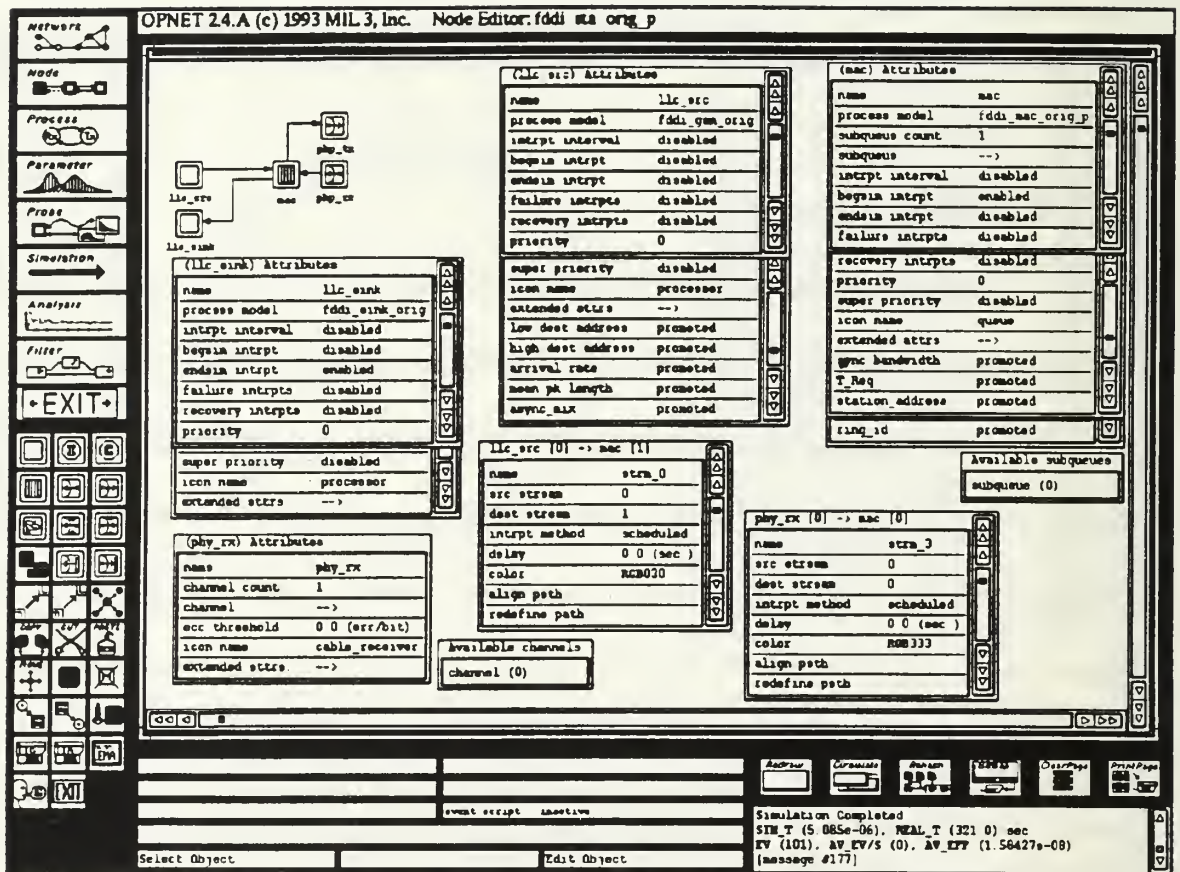 OPNET 2.4.A (c) 1993 MIL 3, Inc. Node Editor: fddi_sta_orig_p
Network
Node
Process
Parameter
Probe
Simulation
Analysis
Filter
EXIT
phy_tx
llc_src
mac
phy_rx
llc_sink
(llc_src) Attributes
name llc_src
process model fddi_gen_orig
intrpt interval disabled
begsim intrpt disabled
endsim intrpt disabled
failure intrpts disabled
recovery intrpts disabled
priority 0
super priority disabled
icon name processor
extended attrs -->
low dest address promoted
high dest address promoted
arrival rate promoted
mean pk length promoted
async_mix promoted
(mac) Attributes
name mac
process model fddi_mac_orig_p
subqueue count 1
subqueue -->
intrpt interval disabled
begsim intrpt enabled
endsim intrpt disabled
failure intrpts disabled
recovery intrpts disabled
priority 0
super priority disabled
icon name queue
extended attrs -->
sync bandwidth promoted
T_Req promoted
station_address promoted
ring_id promoted
Available subqueues
subqueue (0)
(llc_sink) Attributes
name llc_sink
process model fddi_sink_orig
intrpt interval disabled
begsim intrpt disabled
endsim intrpt enabled
failure intrpts disabled
recovery intrpts disabled
priority 0
super priority disabled
icon name processor
extended attrs -->
(phy_rx) Attributes
name phy_rx
channel count 1
channel -->
ecc threshold 0.0 (err/bit)
icon name cable_receiver
extended attrs. -->
Available channels
channel (0)
llc_src [0] -> mac [1]
name strm_0
src stream 0
dest stream 1
intrpt method scheduled
delay 0.0 (sec.)
color RGB030
align path
redefine path
phy_rx [0] -> mac [0]
name strm_3
src stream 0
dest stream 0
intrpt method scheduled
delay 0.0 (sec.)
color RGB333
align path
redefine path
event script inactive
Select Object
Edit Object
Redraw
Circulate
Refresh
ClearPage
PrintPage
Simulation Completed
SIM_T (5.085e-06), REAL_T (321.0) sec
EV (101), AV_EV/S (0), AV_EFF (1.58427e-08)
[message #177]